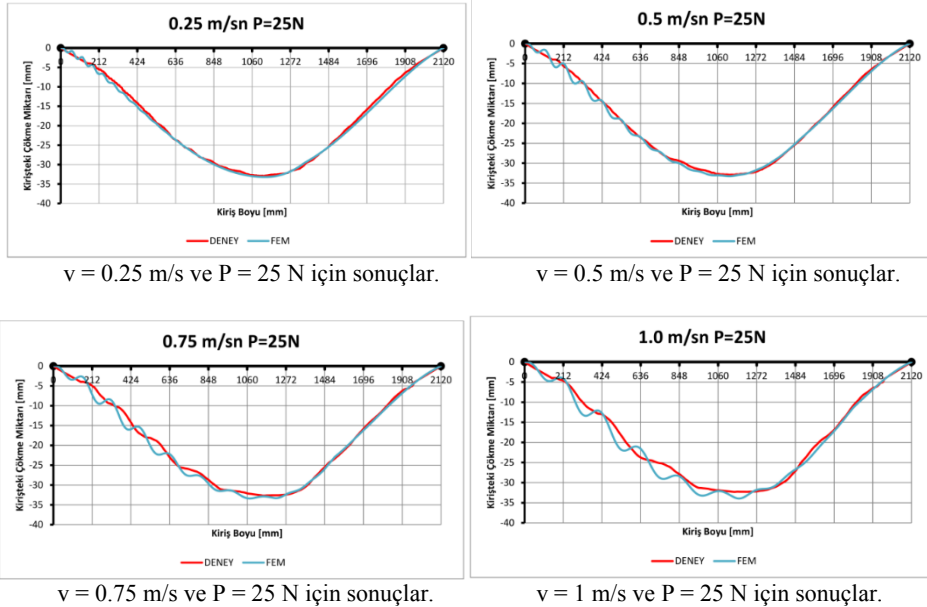 0.25 m/sn P=25N
0
-5
-10
-15
-20
-25
-30
-35
-40
0 212 424 636 848 1060 1272 1484 1696 1908 2120
Kirişteki Çökme Miktarı [mm]
Kiriş Boyu [mm]
DENEY FEM
v = 0.25 m/s ve P = 25 N için sonuçlar.
0.5 m/sn P=25N
0
-5
-10
-15
-20
-25
-30
-35
-40
0 212 424 636 848 1060 1272 1484 1696 1908 2120
Kirişteki Çökme Miktarı [mm]
Kiriş Boyu [mm]
DENEY FEM
v = 0.5 m/s ve P = 25 N için sonuçlar.
0.75 m/sn P=25N
0
-5
-10
-15
-20
-25
-30
-35
-40
0 212 424 636 848 1060 1272 1484 1696 1908 2120
Kirişteki Çökme Miktarı [mm]
Kiriş Boyu [mm]
DENEY FEM
v = 0.75 m/s ve P = 25 N için sonuçlar.
1.0 m/sn P=25N
0
-5
-10
-15
-20
-25
-30
-35
-40
0 212 424 636 848 1060 1272 1484 1696 1908 2120
Kirişteki Çökme Miktarı [mm]
Kiriş Boyu [mm]
DENEY FEM
v = 1 m/s ve P = 25 N için sonuçlar.